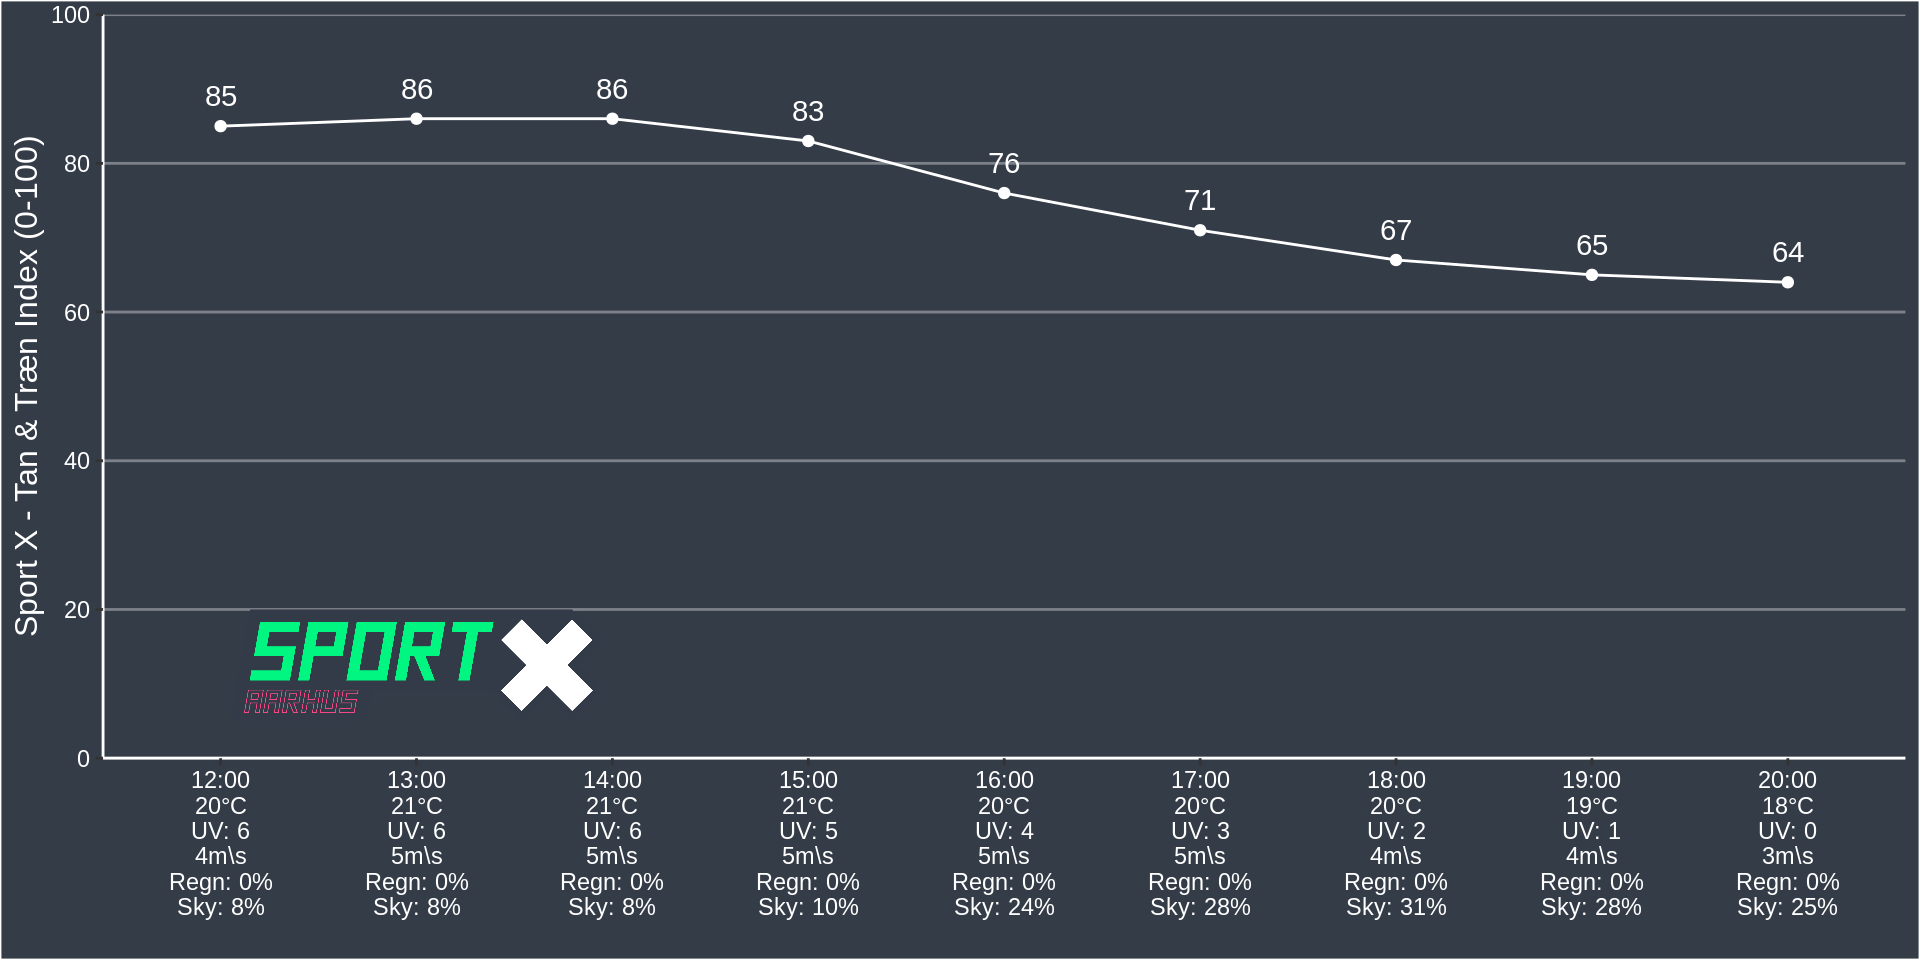 Sport X - Tan & Træn Index (0-100)
100
80
60
40
20
0
85 86 86 83 76 71 67 65 64
SPORT X
AARHUS
12:00 13:00 14:00 15:00 16:00 17:00 18:00 19:00 20:00
20°C 21°C 21°C 21°C 20°C 20°C 20°C 19°C 18°C
UV: 6 UV: 6 UV: 6 UV: 5 UV: 4 UV: 3 UV: 2 UV: 1 UV: 0
4m\s 5m\s 5m\s 5m\s 5m\s 5m\s 4m\s 4m\s 3m\s
Regn: 0% Regn: 0% Regn: 0% Regn: 0% Regn: 0% Regn: 0% Regn: 0% Regn: 0% Regn: 0%
Sky: 8% Sky: 8% Sky: 8% Sky: 10% Sky: 24% Sky: 28% Sky: 31% Sky: 28% Sky: 25%